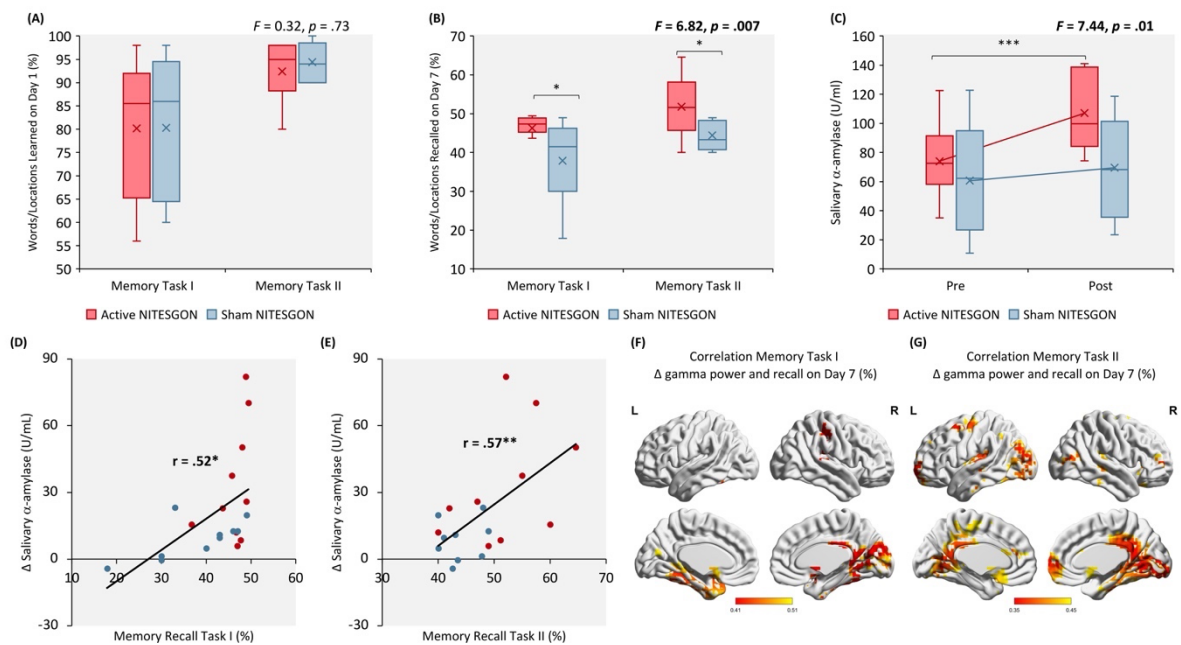 (A)
F = 0.32, p = .73
Words/Locations Learned on Day 1 (%)
100
95
90
85
80
75
70
65
60
55
50
Memory Task I
Memory Task II
Active NITESGON
Sham NITESGON
(B)
F = 6.82, p = .007
Words/Locations Recalled on Day 7 (%)
70
60
50
40
30
20
10
*
*
Memory Task I
Memory Task II
Active NITESGON
Sham NITESGON
(C)
F = 7.44, p = .01
Salivary α-amylase (U/ml)
160
140
120
100
80
60
40
20
0
***
Pre
Post
Active NITESGON
Sham NITESGON
(D)
Δ Salivary α-amylase (U/mL)
90
60
30
0
-30
r = .52*
10
20
30
40
50
60
Memory Recall Task I (%)
(E)
Δ Salivary α-amylase (U/mL)
90
60
30
0
-30
r = .57**
30
40
50
60
70
Memory Recall Task II (%)
(F)
Correlation Memory Task I
Δ gamma power and recall on Day 7 (%)
L
R
0.41
0.51
(G)
Correlation Memory Task II
Δ gamma power and recall on Day 7 (%)
L
R
0.35
0.45